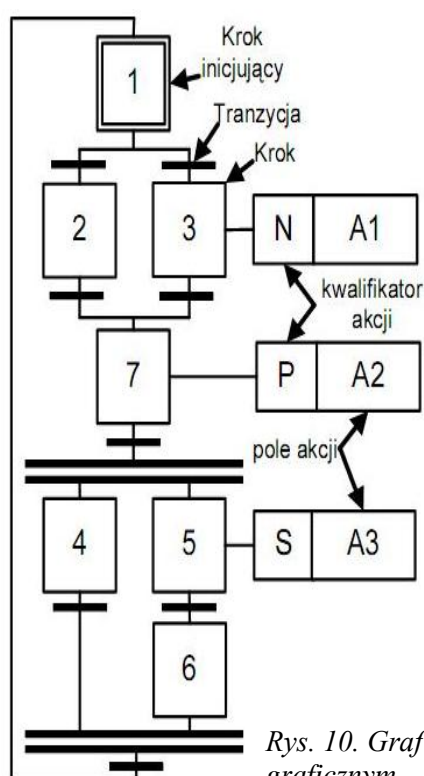 Krok
inicjujący
1
Tranzycja
Krok
2
3
N
A1
kwalifikator
akcji
7
P
A2
pole akcji
4
5
S
A3
6
Rys. 10. Graf
graficznym